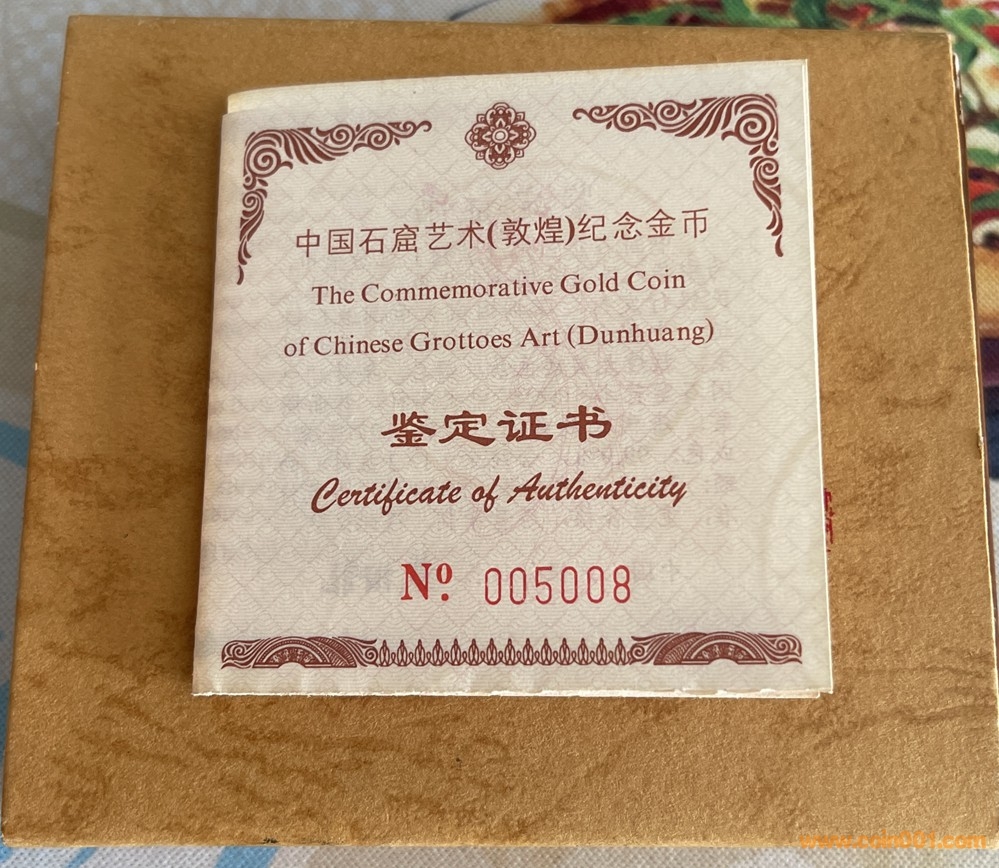 中国石窟艺术(敦煌)纪念金币
The Commemorative Gold Coin
of Chinese Grottoes Art (Dunhuang)
鉴定证书
Certificate of Authenticity
Nº. 005008
www.coin001.com